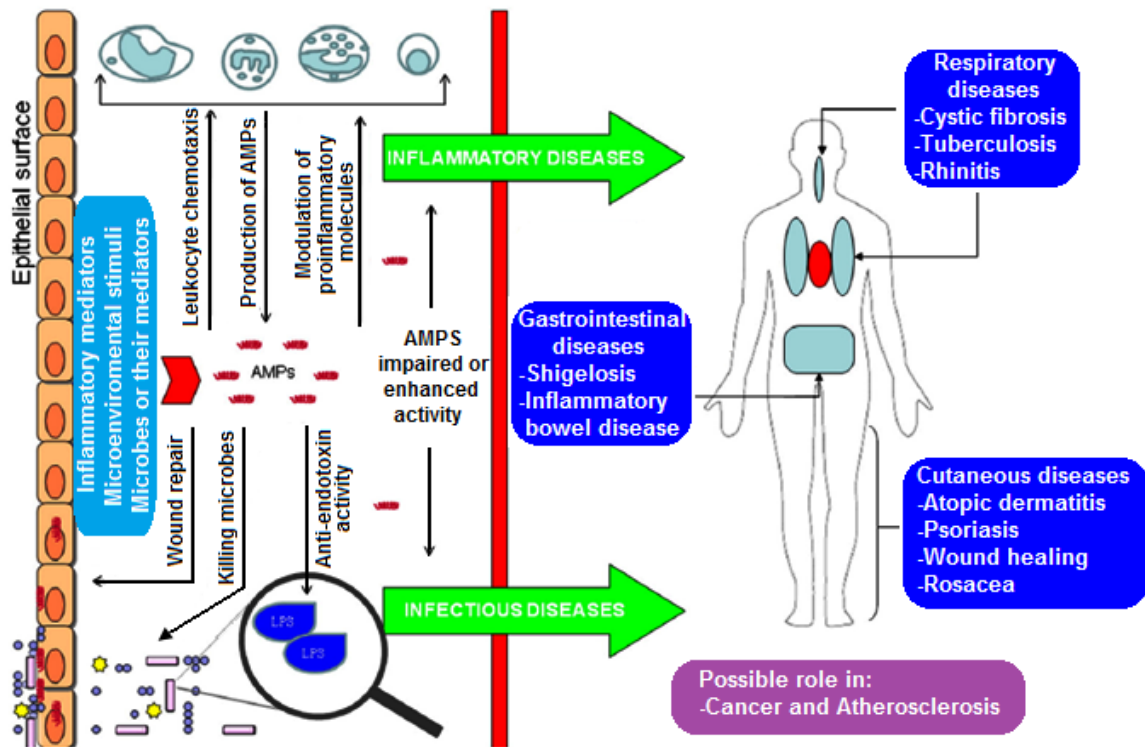 Epithelial surface
Inflammatory mediators
Microenviromental stimuli
Microbes or their mediators
Leukocyte chemotaxis
Production of AMPs
Modulation of
proinflammatory
molecules
AMPs
Wound repair
Killing microbes
Anti-endotoxin
activity
LPS
LPS
AMPS
impaired or
enhanced
activity
INFLAMMATORY DISEASES
INFECTIOUS DISEASES
Respiratory
diseases
-Cystic fibrosis
-Tuberculosis
-Rhinitis
Gastrointestinal
diseases
-Shigelosis
-Inflammatory
bowel disease
Cutaneous diseases
-Atopic dermatitis
-Psoriasis
-Wound healing
-Rosacea
Possible role in:
-Cancer and Atherosclerosis